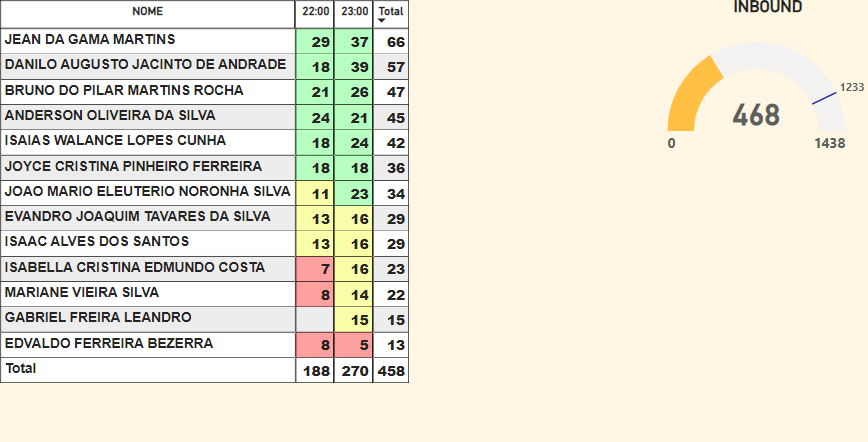 NOME 22:00 23:00 Total
JEAN DA GAMA MARTINS 29 37 66
DANILO AUGUSTO JACINTO DE ANDRADE 18 39 57
BRUNO DO PILAR MARTINS ROCHA 21 26 47
ANDERSON OLIVEIRA DA SILVA 24 21 45
ISAIAS WALANCE LOPES CUNHA 18 24 42
JOYCE CRISTINA PINHEIRO FERREIRA 18 18 36
JOAO MARIO ELEUTERIO NORONHA SILVA 11 23 34
EVANDRO JOAQUIM TAVARES DA SILVA 13 16 29
ISAAC ALVES DOS SANTOS 13 16 29
ISABELLA CRISTINA EDMUNDO COSTA 7 16 23
MARIANE VIEIRA SILVA 8 14 22
GABRIEL FREIRA LEANDRO 15 15
EDVALDO FERREIRA BEZERRA 8 5 13
Total 188 270 458
INBOUND
1233
468
0 1438